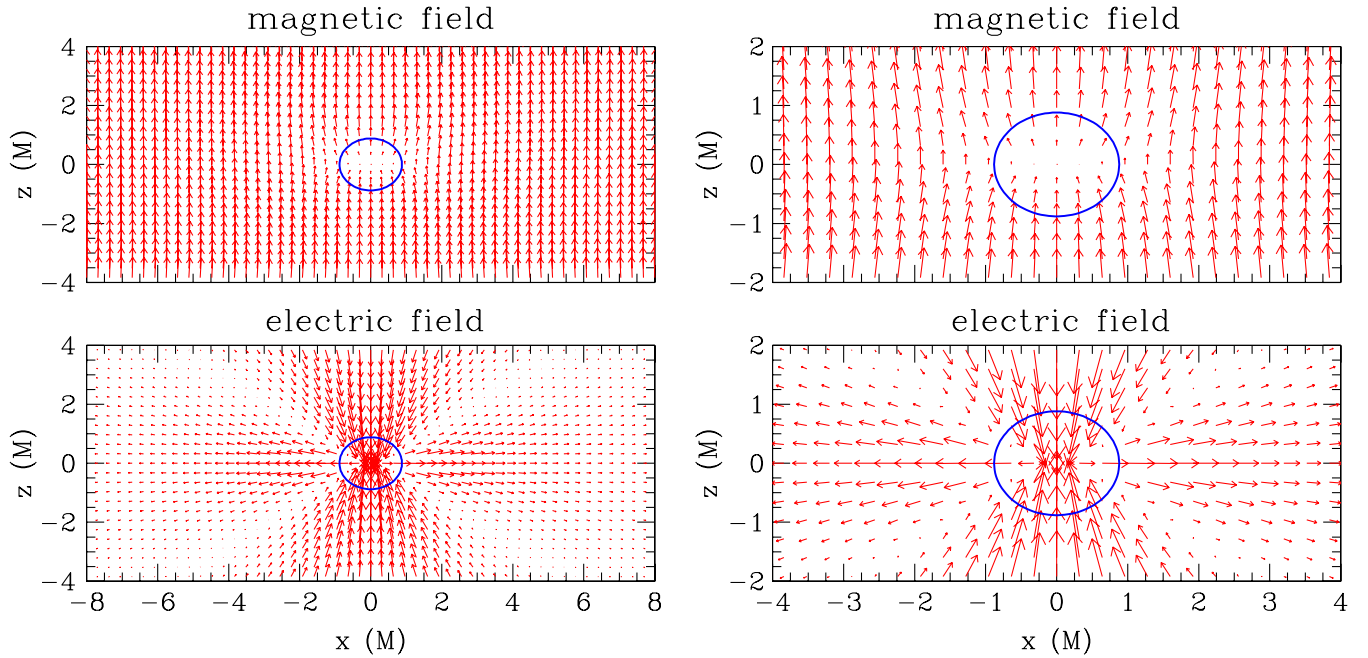 magnetic field magnetic field
4 2
2 1
z (M) 0 z (M) 0
−2 −1
−4 −2
electric field electric field
4 2
2 1
z (M) 0 z (M) 0
−2 −1
−4 −2
−8 −6 −4 −2 0 2 4 6 8 −4 −3 −2 −1 0 1 2 3 4
x (M) x (M)